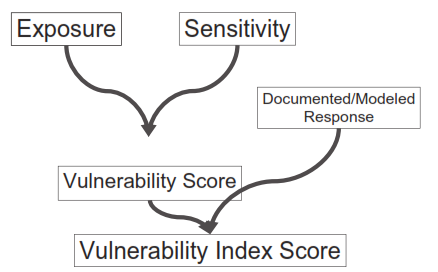 Exposure
Sensitivity
Documented/Modeled
Response
Vulnerability Score
Vulnerability Index Score